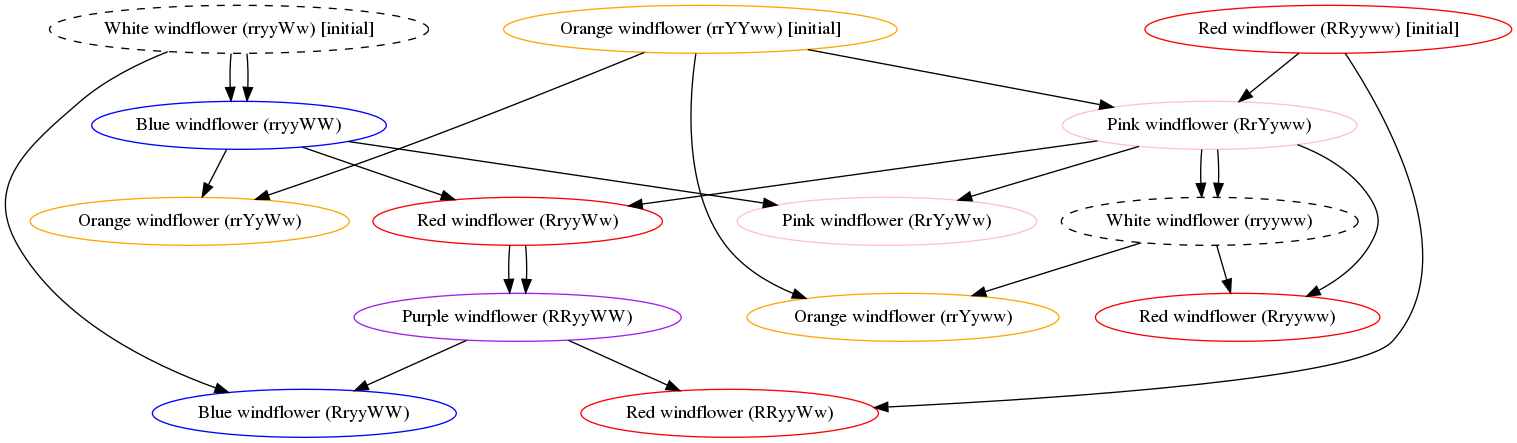 White windflower (rryyWw) [initial]
Orange windflower (rrYYww) [initial]
Red windflower (RRyyww) [initial]
Blue windflower (rryyWW)
Pink windflower (RrYyww)
Orange windflower (rrYyWw)
Red windflower (RryyWw)
Pink windflower (RrYyWw)
White windflower (rryyww)
Purple windflower (RRyyWW)
Orange windflower (rrYyww)
Red windflower (Rryyww)
Blue windflower (RryyWW)
Red windflower (RRyyWw)